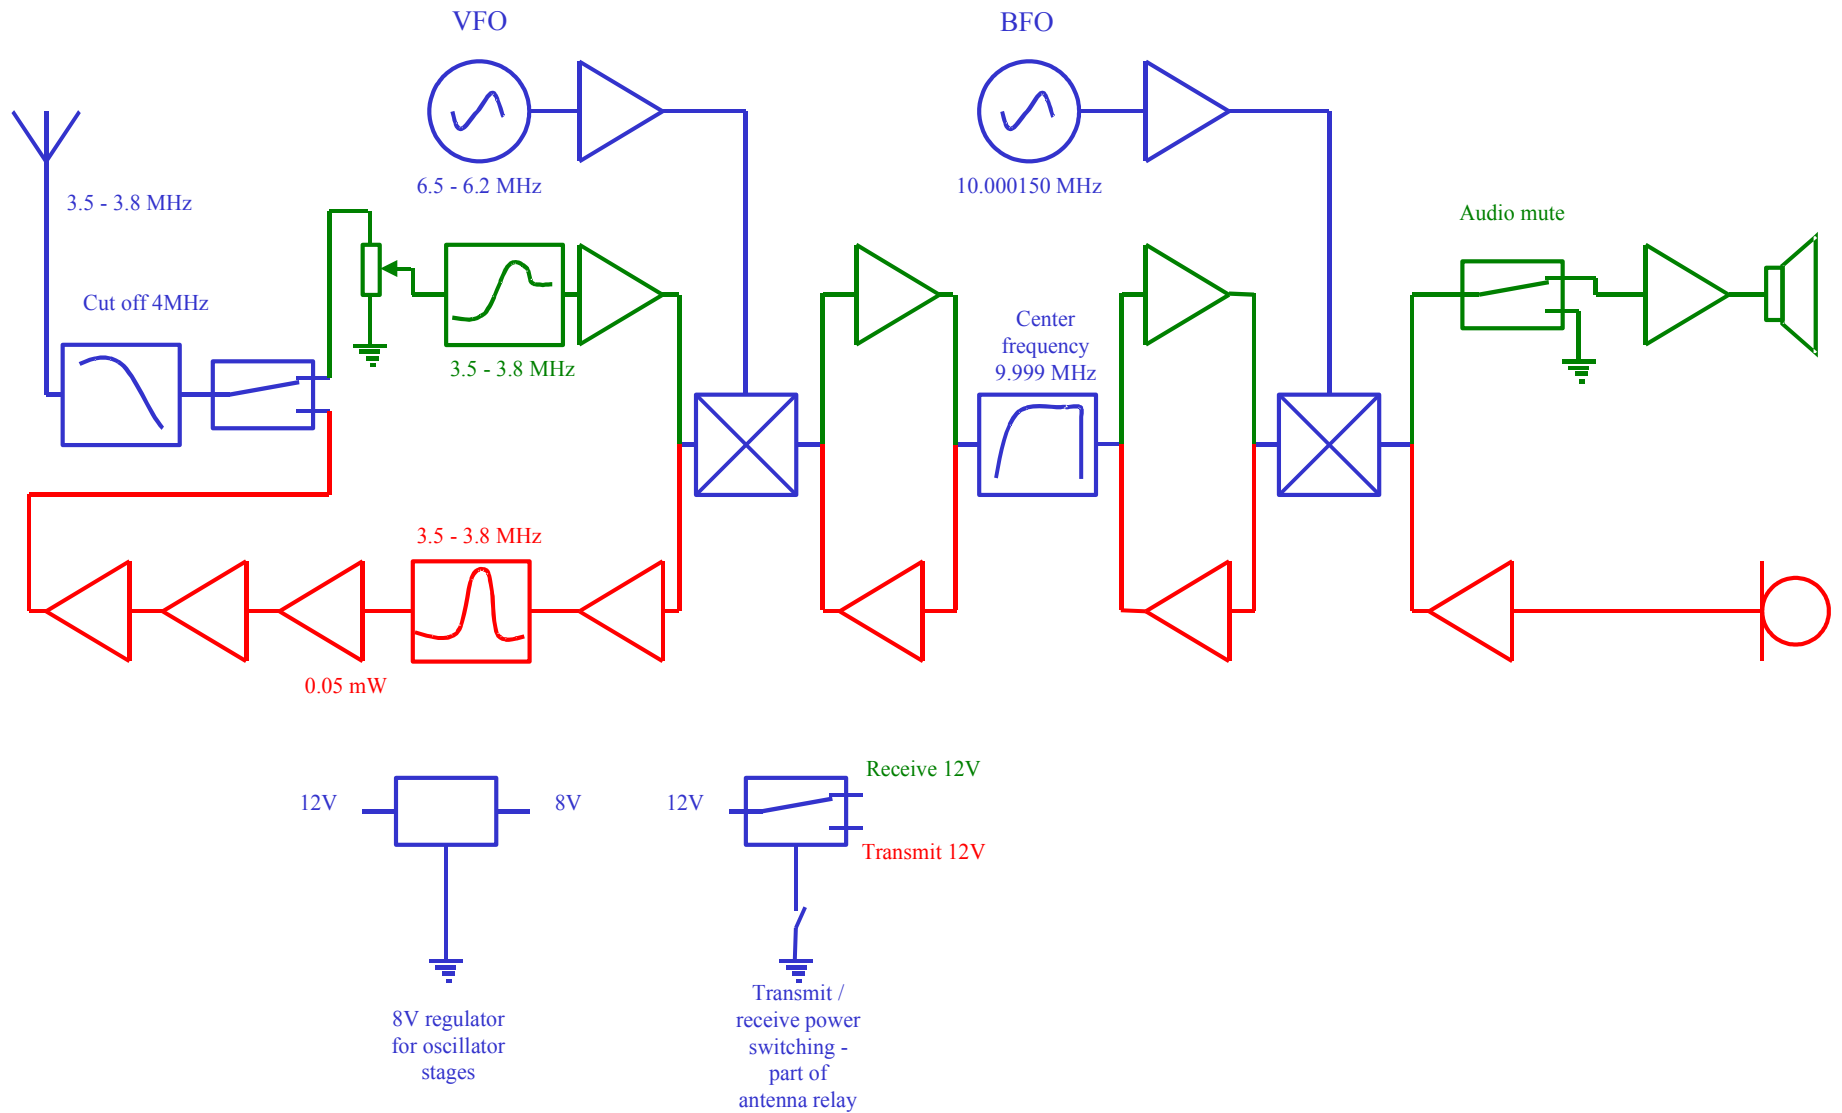 VFO
BFO
6.5 - 6.2 MHz
10.000150 MHz
3.5 - 3.8 MHz
Audio mute
Cut off 4MHz
Center
frequency
9.999 MHz
3.5 - 3.8 MHz
3.5 - 3.8 MHz
0.05 mW
Receive 12V
12V
8V
12V
Transmit 12V
8V regulator
for oscillator
stages
Transmit /
receive power
switching -
part of
antenna relay